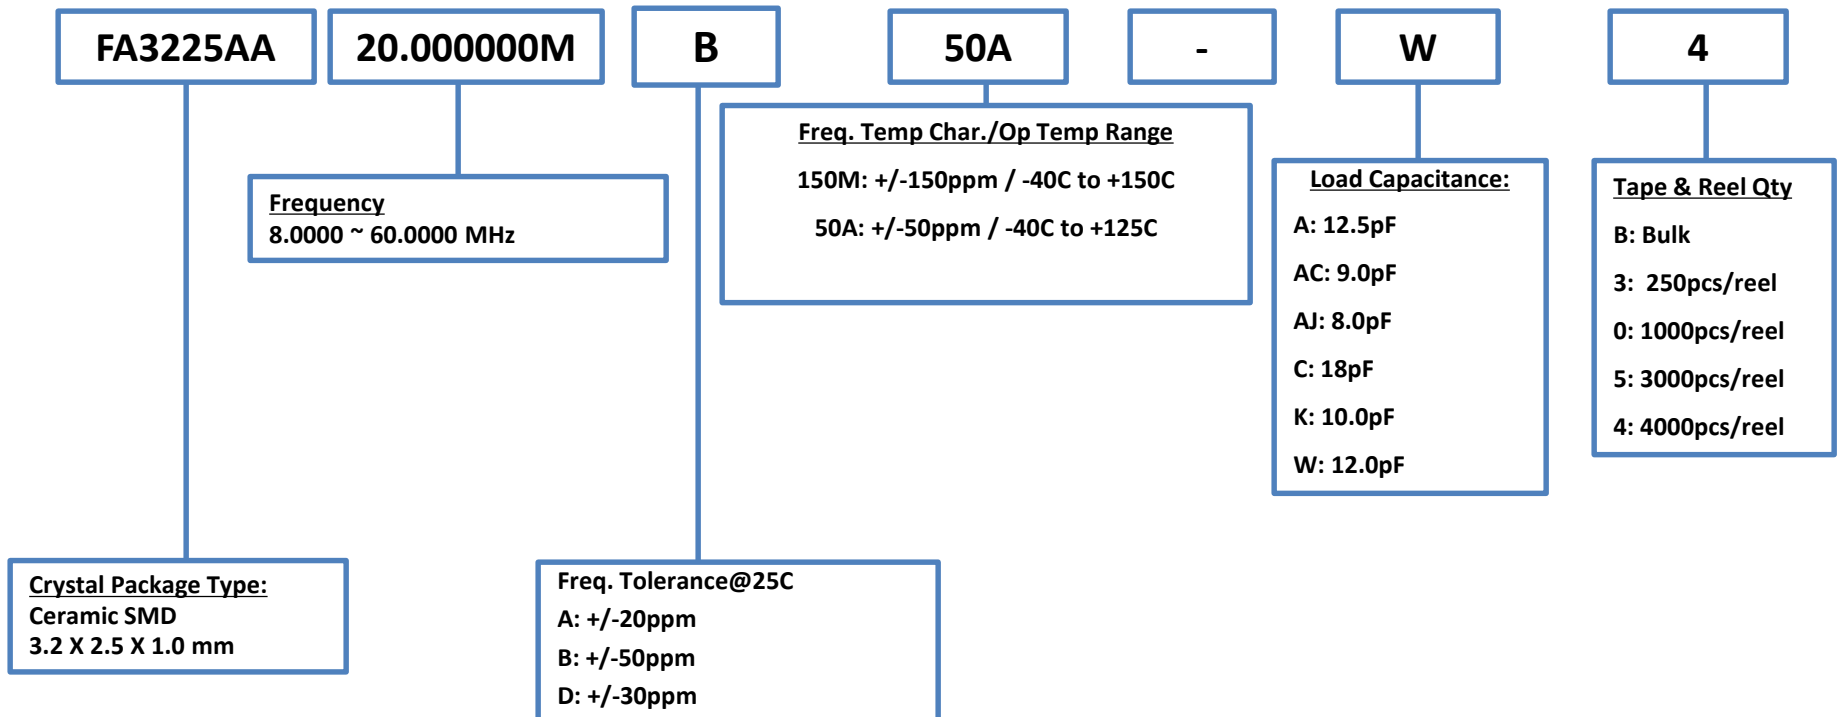 FA3225AA 20.000000M B 50A - W 4
Freq. Temp Char./Op Temp Range
150M: +/-150ppm / -40C to +150C
50A: +/-50ppm / -40C to +125C
Frequency
8.0000 ~ 60.0000 MHz
Load Capacitance:
A: 12.5pF
AC: 9.0pF
AJ: 8.0pF
C: 18pF
K: 10.0pF
W: 12.0pF
Tape & Reel Qty
B: Bulk
3: 250pcs/reel
0: 1000pcs/reel
5: 3000pcs/reel
4: 4000pcs/reel
Crystal Package Type:
Ceramic SMD
3.2 X 2.5 X 1.0 mm
Freq. Tolerance@25C
A: +/-20ppm
B: +/-50ppm
D: +/-30ppm